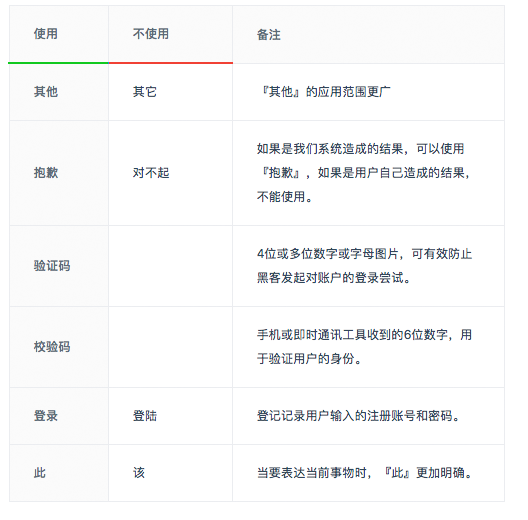 使用 不使用 备注
其他 其它 『其他』的应用范围更广
如果是我们系统造成的结果，可以使用
抱歉 对不起 『抱歉』，如果是用户自己造成的结果，
不能使用。
验证码 4位或多位数字或字母图片，可有效防止
黑客发起对账户的登录尝试。
校验码 手机或即时通讯工具收到的6位数字，用
于验证用户的身份。
登录 登陆 登记记录用户输入的注册账号和密码。
此 该 当要表达当前事物时，『此』更加明确。